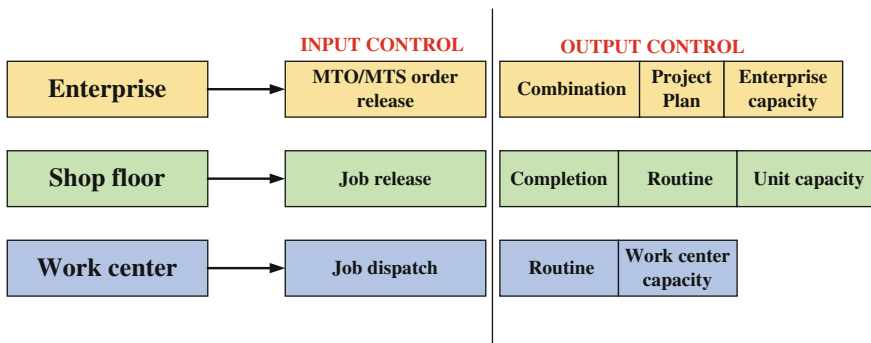 INPUT CONTROL
OUTPUT CONTROL
Enterprise
MTO/MTS order
release
Combination
Project
Plan
Enterprise
capacity
Shop floor
Job release
Completion
Routine
Unit capacity
Work center
Job dispatch
Routine
Work center
capacity